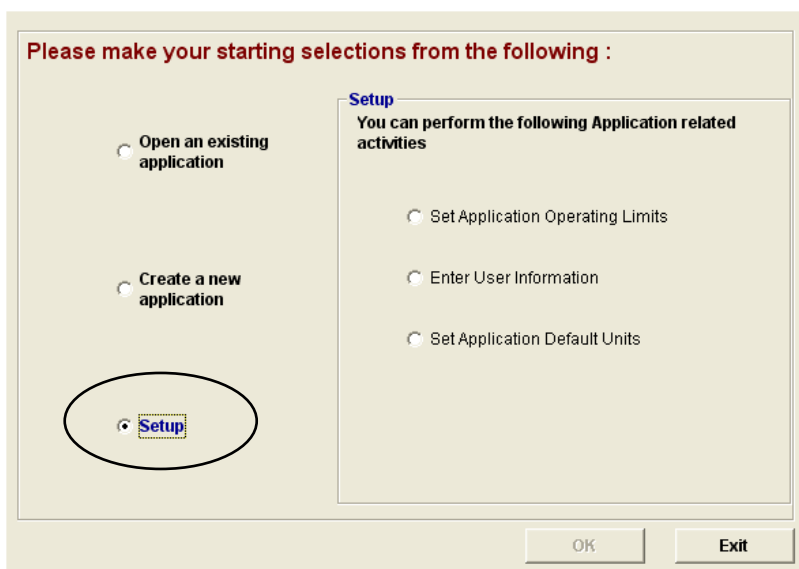 Please make your starting selections from the following :
Open an existing
application
Create a new
application
Setup
Setup
You can perform the following Application related
activities
Set Application Operating Limits
Enter User Information
Set Application Default Units
OK
Exit